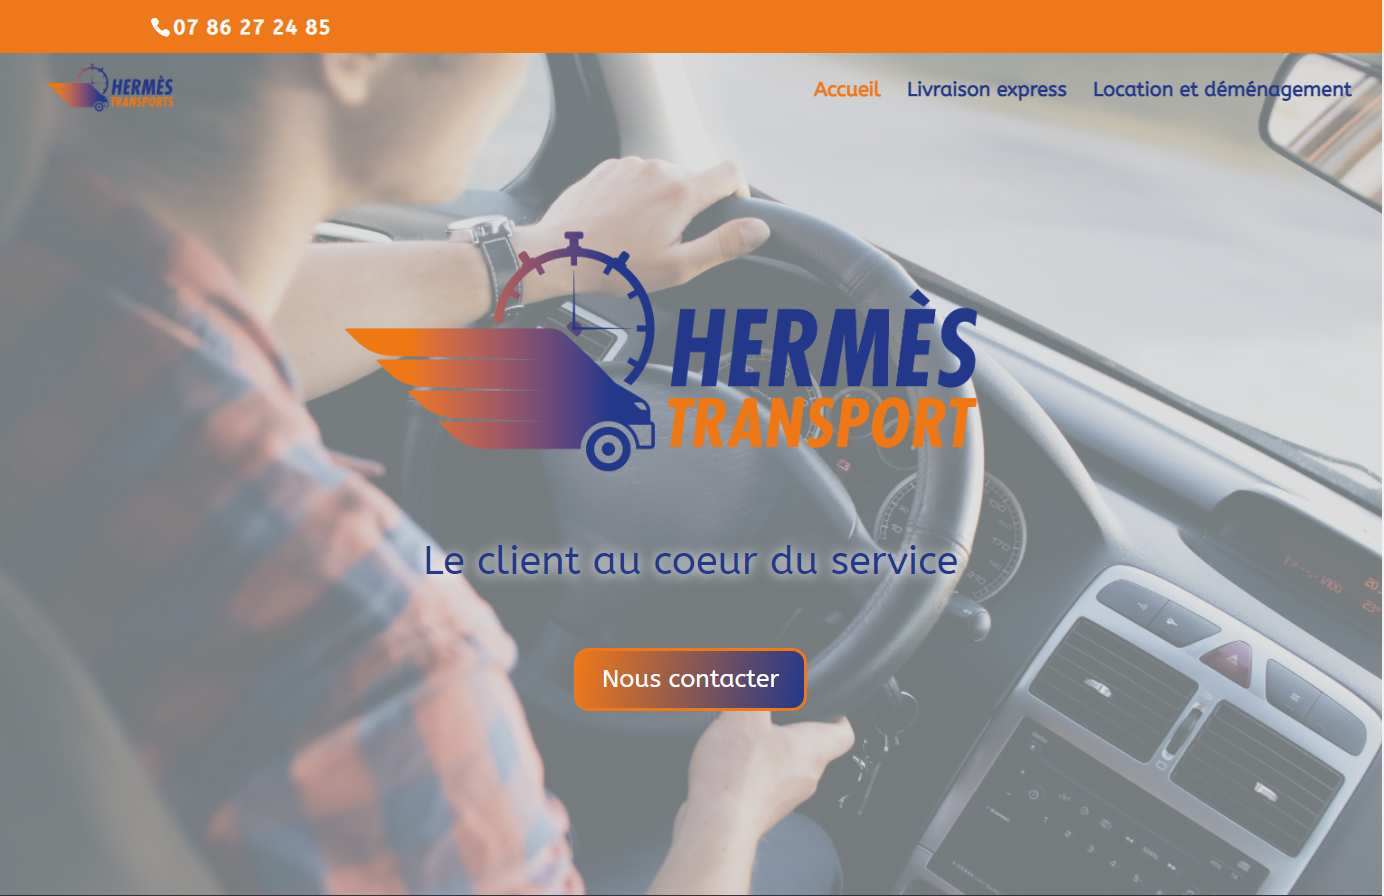 07 86 27 24 85
HERMÈS
TRANSPORTS
Accueil Livraison express Location et déménagement
HERMÈS
TRANSPORT
Le client au coeur du service
Nous contacter